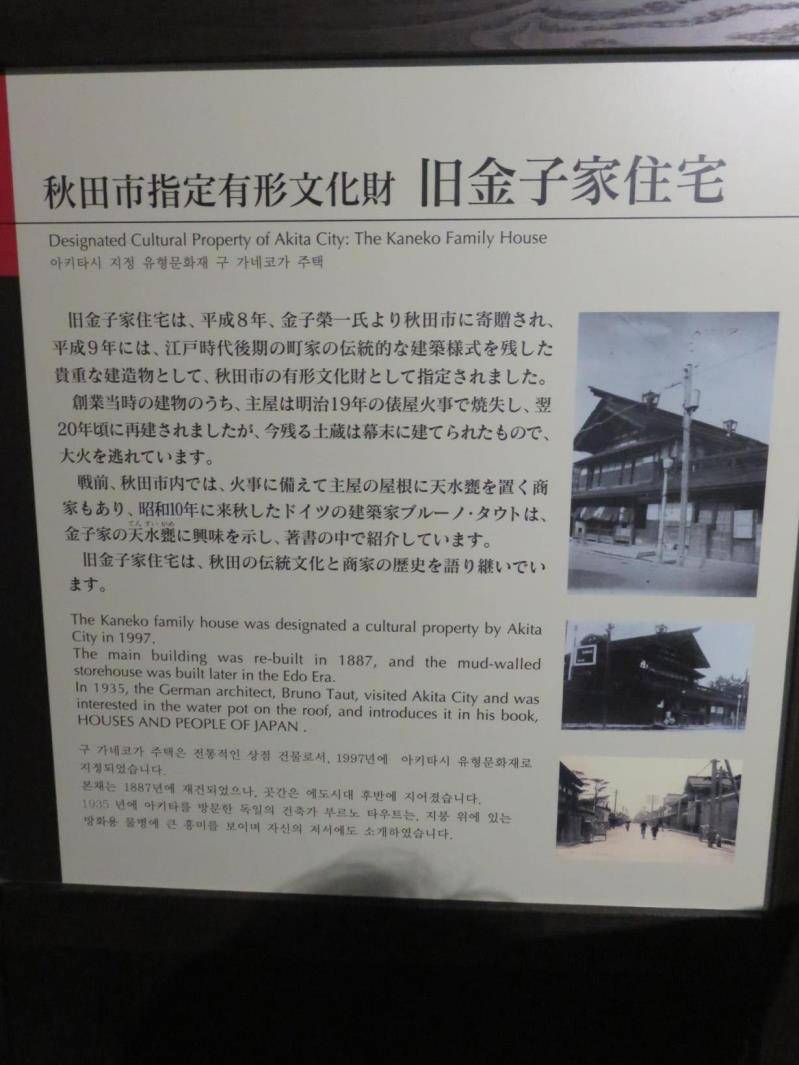 秋田市指定有形文化財 旧金子家住宅
Designated Cultural Property of Akita City: The Kaneko Family House
아키타시 지정 유형문화재 구 가네코가 주택
旧金子家住宅は、平成8年、金子榮一氏より秋田市に寄贈され、
平成9年には、江戸時代後期の町家の伝統的な建築様式を残した
貴重な建造物として、秋田市の有形文化財として指定されました。
創業当時の建物のうち、主屋は明治19年の俵屋火事で焼失し、翌
20年頃に再建されましたが、今残る土蔵は幕末に建てられたもので、
大火を逃れています。
戦前、秋田市内では、火事に備えて主屋の屋根に天水甕を置く商
家もあり、昭和10年に来秋したドイツの建築家ブルーノ・タウトは、
てんすいがめ
金子家の天水甕に興味を示し、著書の中で紹介しています。
旧金子家住宅は、秋田の伝統文化と商家の歴史を語り継いでい
ます。
The Kaneko family house was designated a cultural property by Akita
City in 1997.
The main building was re-built in 1887, and the mud-walled
storehouse was built later in the Edo Era.
In 1935, the German architect, Bruno Taut, visited Akita City and was
interested in the water pot on the roof, and introduces it in his book,
HOUSES AND PEOPLE OF JAPAN .
구 가네코가 주택은 전통적인 상점 건물로서, 1997년에 아키타시 유형문화재로
지정되었습니다.
본채는 1887년에 재건되었으나, 곳간은 에도시대 후반에 지어졌습니다.
1935 년에 아키타를 방문한 독일의 건축가 부르노 타우트는, 지붕 위에 있는
방화용 물병에 큰 흥미를 보이며 자신의 저서에도 소개하였습니다.